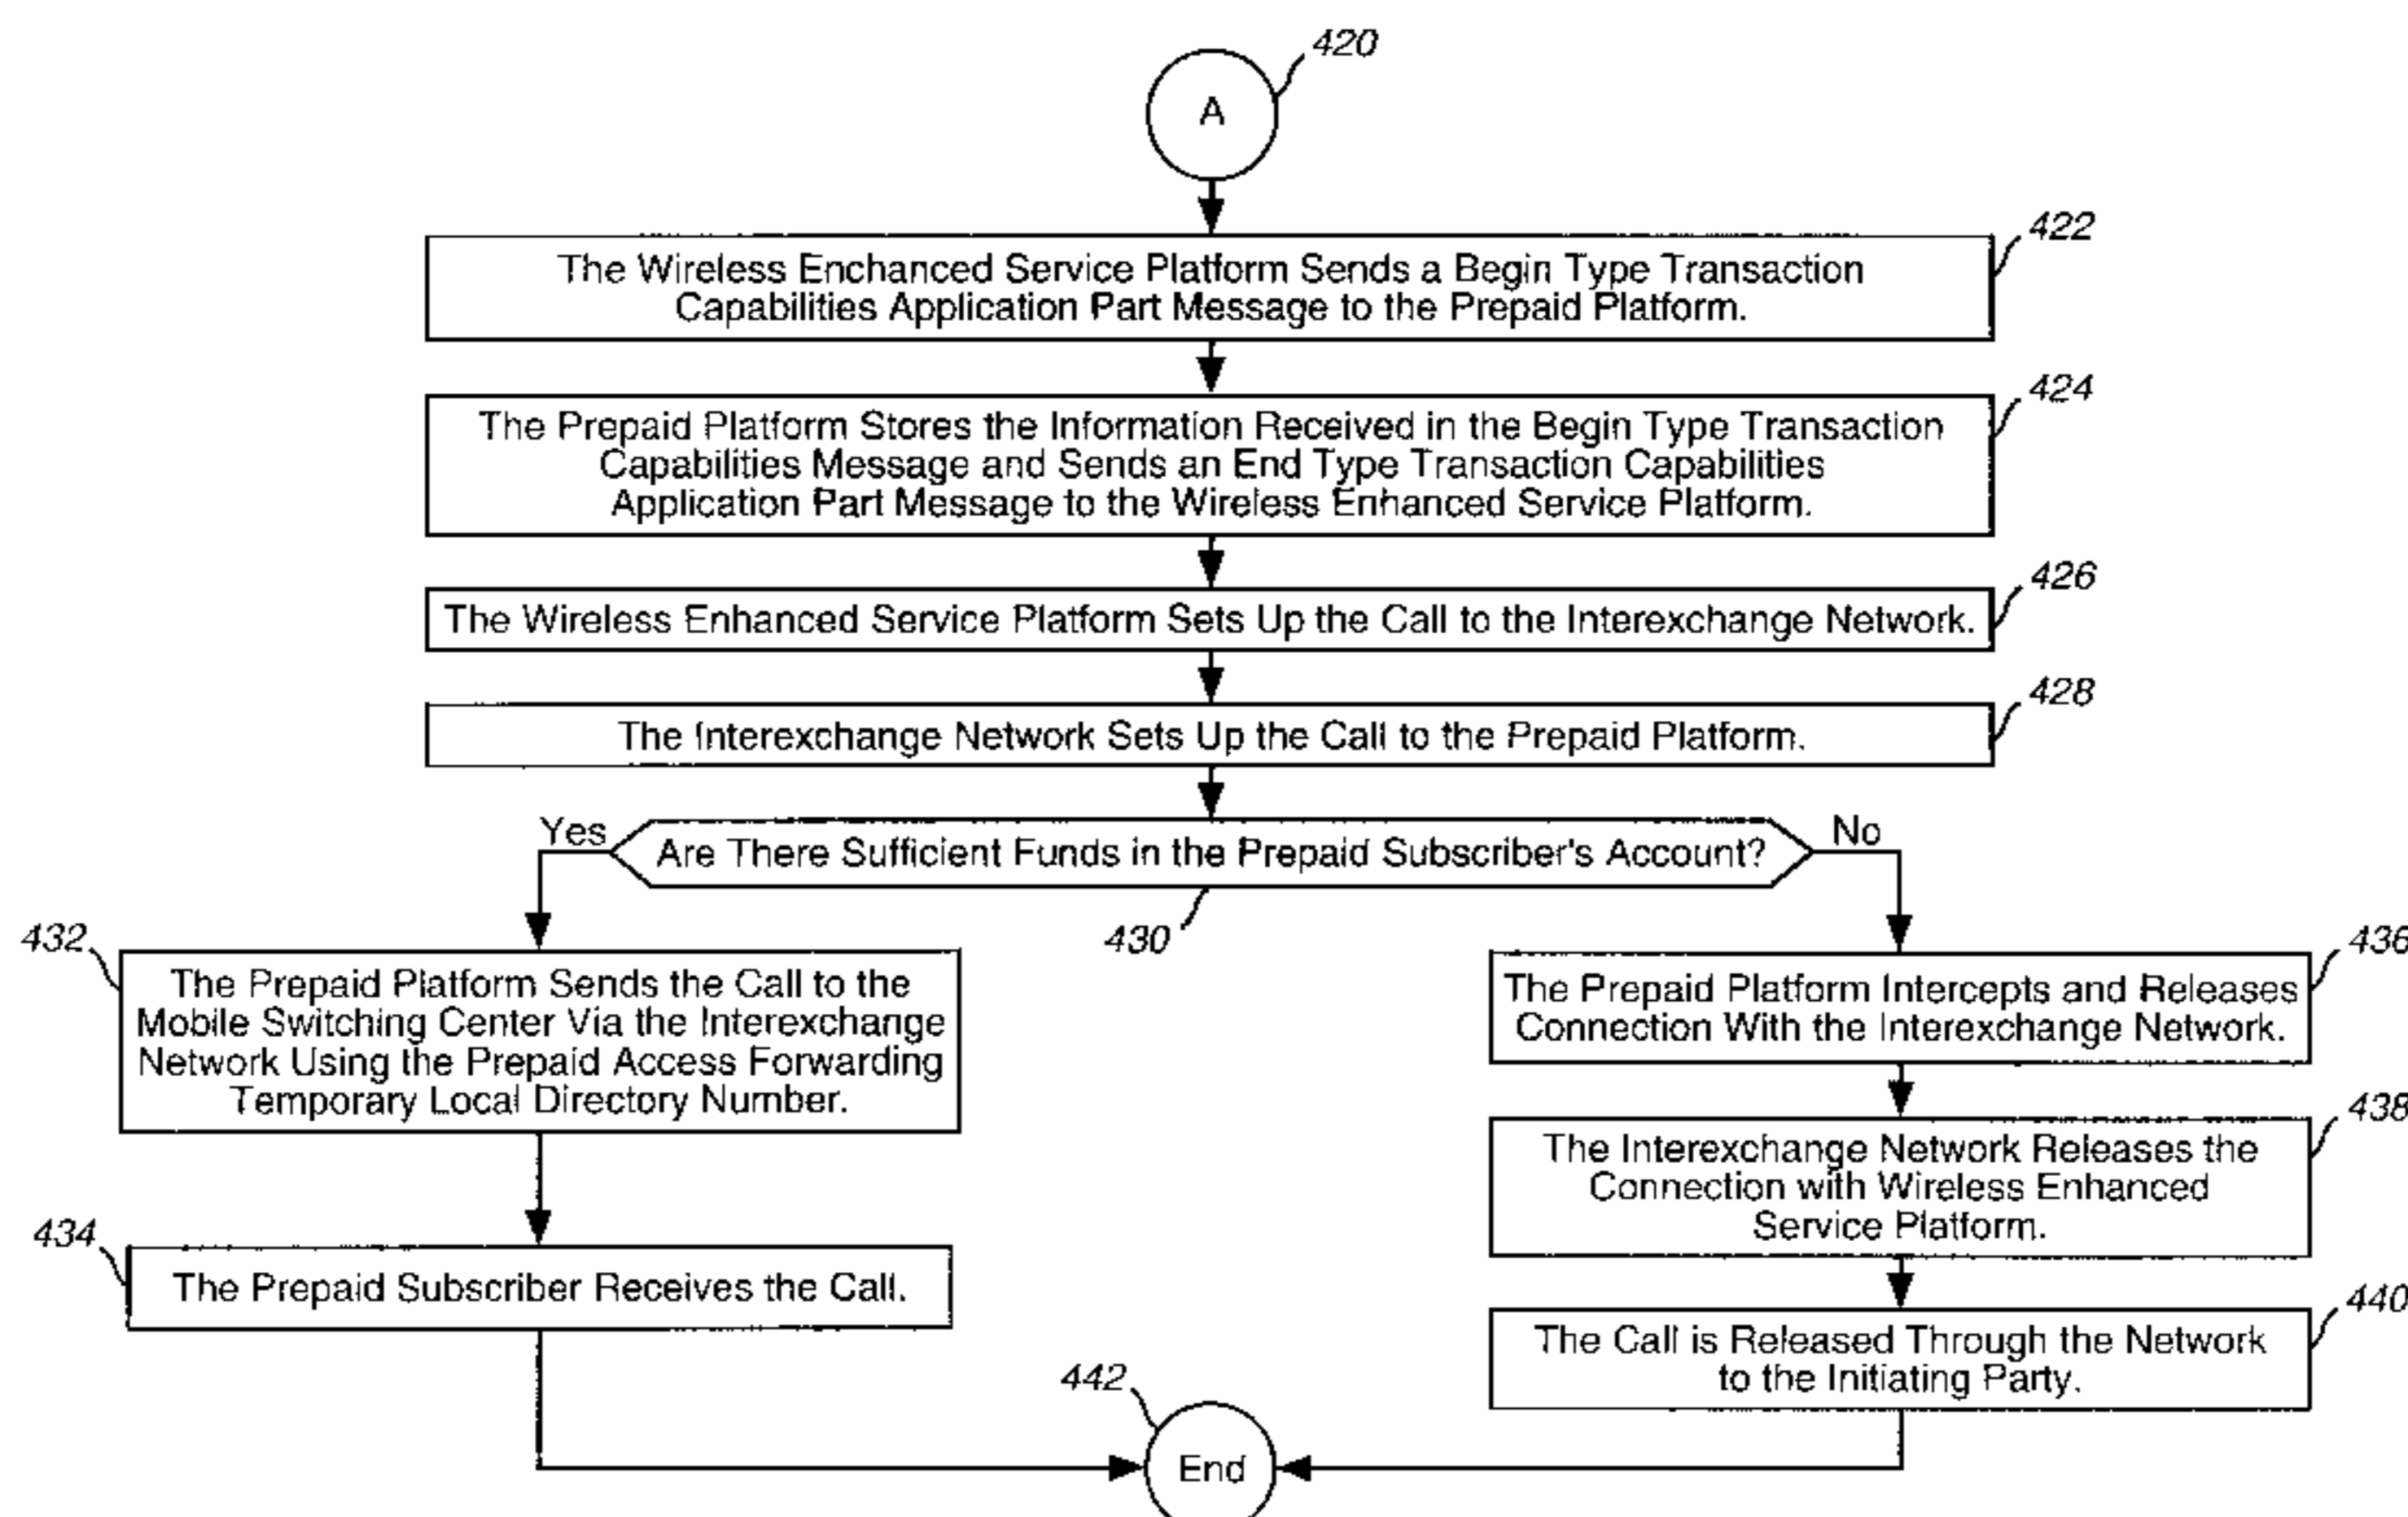 420
A
422
The Wireless Enchanced Service Platform Sends a Begin Type Transaction
Capabilities Application Part Message to the Prepaid Platform.
424
The Prepaid Platform Stores the Information Received in the Begin Type Transaction
Capabilities Message and Sends an End Type Transaction Capabilities
Application Part Message to the Wireless Enhanced Service Platform.
426
The Wireless Enhanced Service Platform Sets Up the Call to the Interexchange Network.
428
The Interexchange Network Sets Up the Call to the Prepaid Platform.
Yes
Are There Sufficient Funds in the Prepaid Subscriber's Account?
No
430
432
The Prepaid Platform Sends the Call to the
Mobile Switching Center Via the Interexchange
Network Using the Prepaid Access Forwarding
Temporary Local Directory Number.
434
The Prepaid Subscriber Receives the Call.
436
The Prepaid Platform Intercepts and Releases
Connection With the Interexchange Network.
438
The Interexchange Network Releases the
Connection with Wireless Enhanced
Service Platform.
440
The Call is Released Through the Network
to the Initiating Party.
442
End